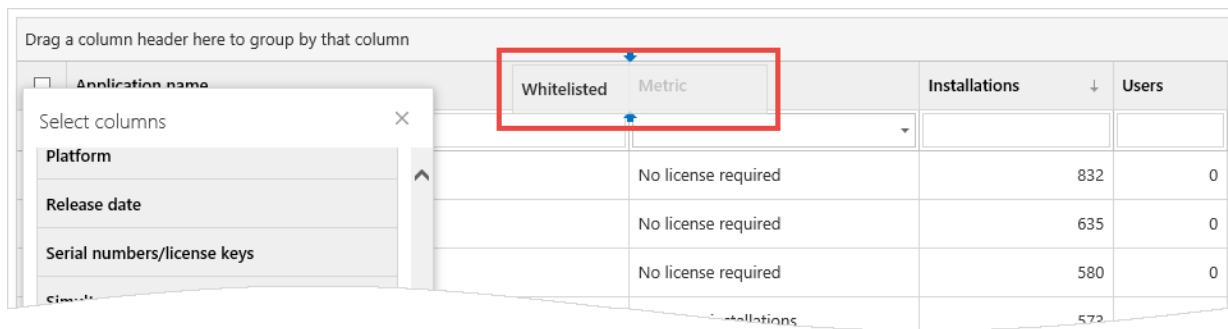 Drag a column header here to group by that column
Application name
Whitelisted Metric
Installations ↓ Users
Select columns ×
Platform
Release date
Serial numbers/license keys
No license required 832 0
No license required 635 0
No license required 580 0
installations 573